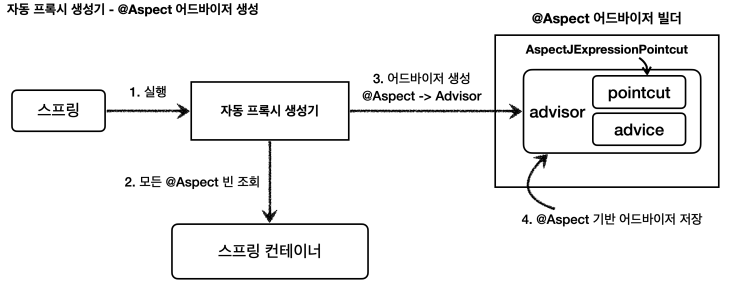 자동 프록시 생성기 - @Aspect 어드바이저 생성
@Aspect 어드바이저 빌더
AspectJExpressionPointcut
1. 실행
3. 어드바이저 생성
@Aspect -> Advisor
스프링
자동 프록시 생성기
advisor
pointcut
advice
2. 모든 @Aspect 빈 조회
4. @Aspect 기반 어드바이저 저장
스프링 컨테이너